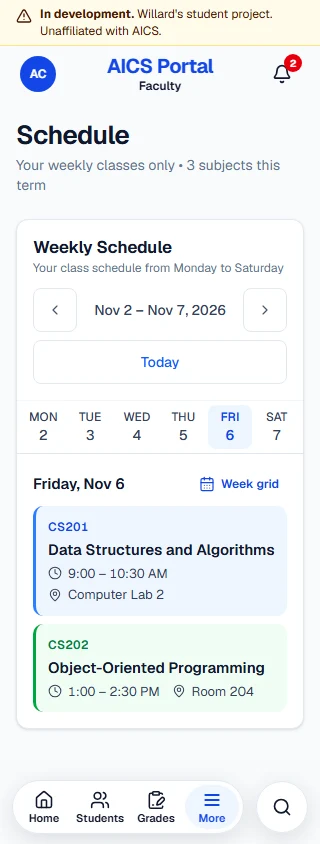 In development. Willard's student project.
Unaffiliated with AICS.
AC
AICS Portal
Faculty
2
Schedule
Your weekly classes only • 3 subjects this
term
Weekly Schedule
Your class schedule from Monday to Saturday
Nov 2 – Nov 7, 2026
Today
MON TUE WED THU FRI SAT
2 3 4 5 6 7
Friday, Nov 6
Week grid
CS201
Data Structures and Algorithms
9:00 – 10:30 AM
Computer Lab 2
CS202
Object-Oriented Programming
1:00 – 2:30 PM Room 204
Home Students Grades More